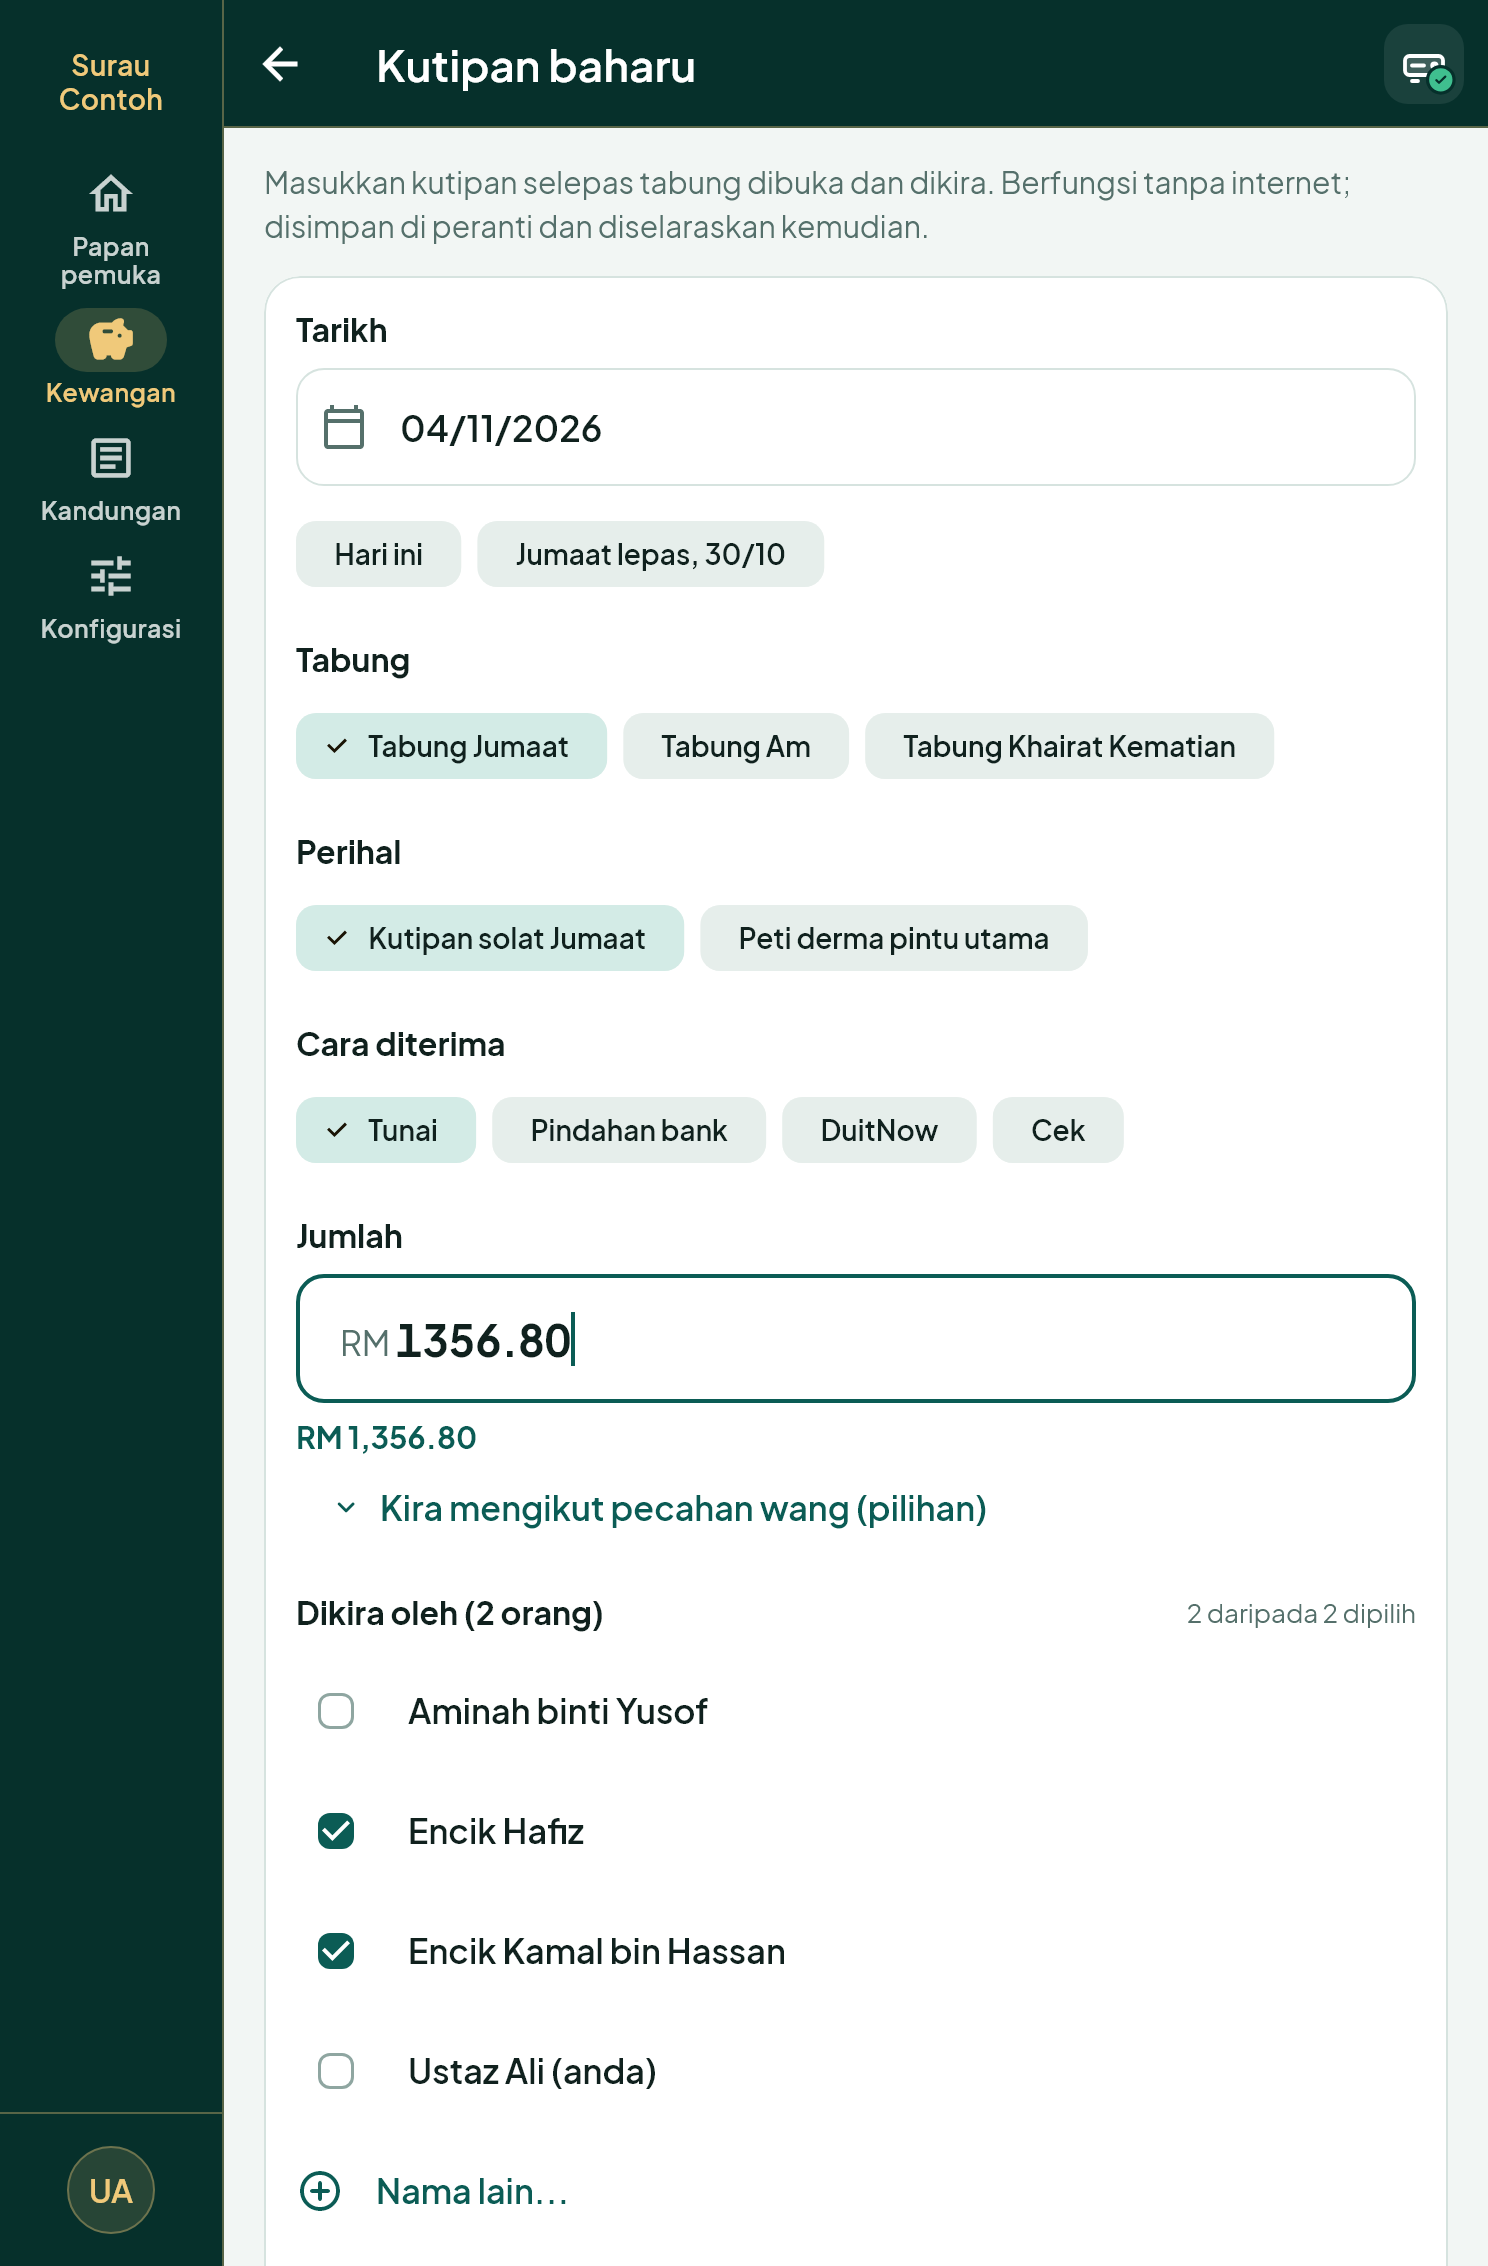 Surau
Contoh
Papan
pemuka
Kewangan
Kandungan
Konfigurasi
UA
Kutipan baharu
Masukkan kutipan selepas tabung dibuka dan dikira. Berfungsi tanpa internet;
disimpan di peranti dan diselaraskan kemudian.
Tarikh
04/11/2026
Hari ini
Jumaat lepas, 30/10
Tabung
Tabung Jumaat
Tabung Am
Tabung Khairat Kematian
Perihal
Kutipan solat Jumaat
Peti derma pintu utama
Cara diterima
Tunai
Pindahan bank
DuitNow
Cek
Jumlah
RM 1356.80
RM 1,356.80
Kira mengikut pecahan wang (pilihan)
Dikira oleh (2 orang)
2 daripada 2 dipilih
Aminah binti Yusof
Encik Hafiz
Encik Kamal bin Hassan
Ustaz Ali (anda)
Nama lain...